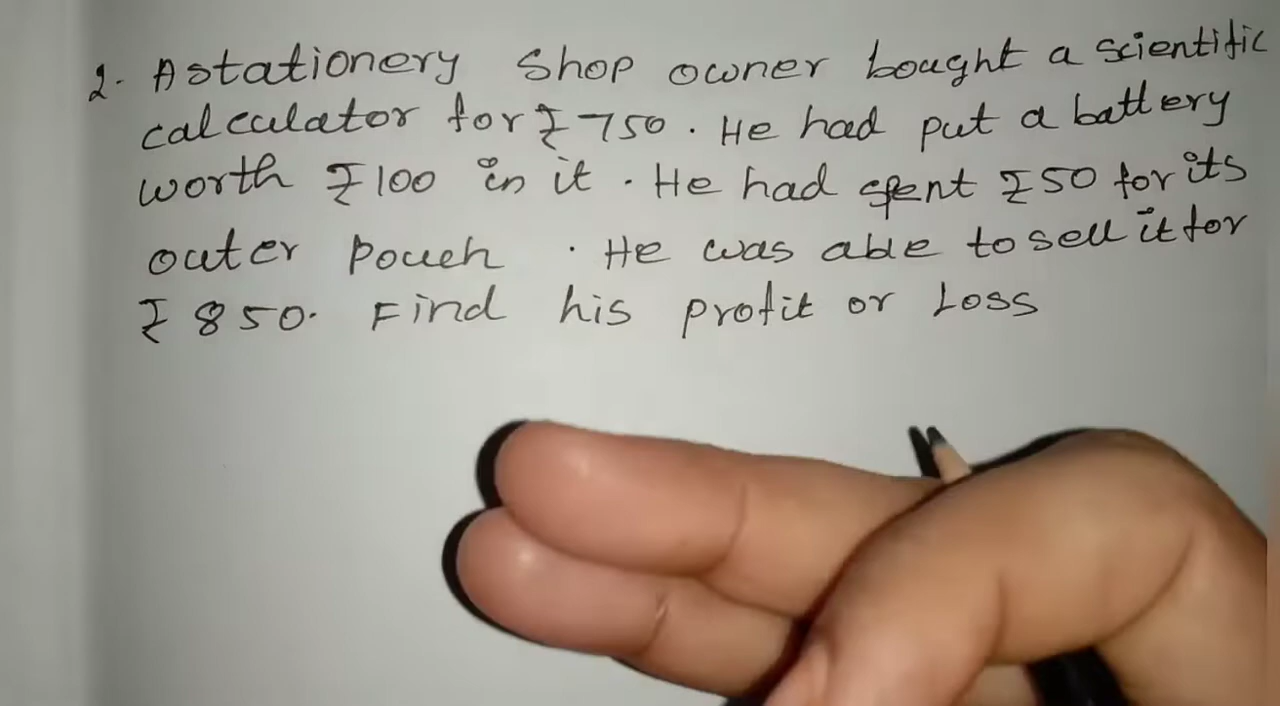 2. A stationery shop owner bought a scientific
calculator for ₹750. He had put a battery
worth ₹100 in it. He had spent ₹50 for its
outer pouch. He was able to sell it for
₹850. Find his profit or Loss